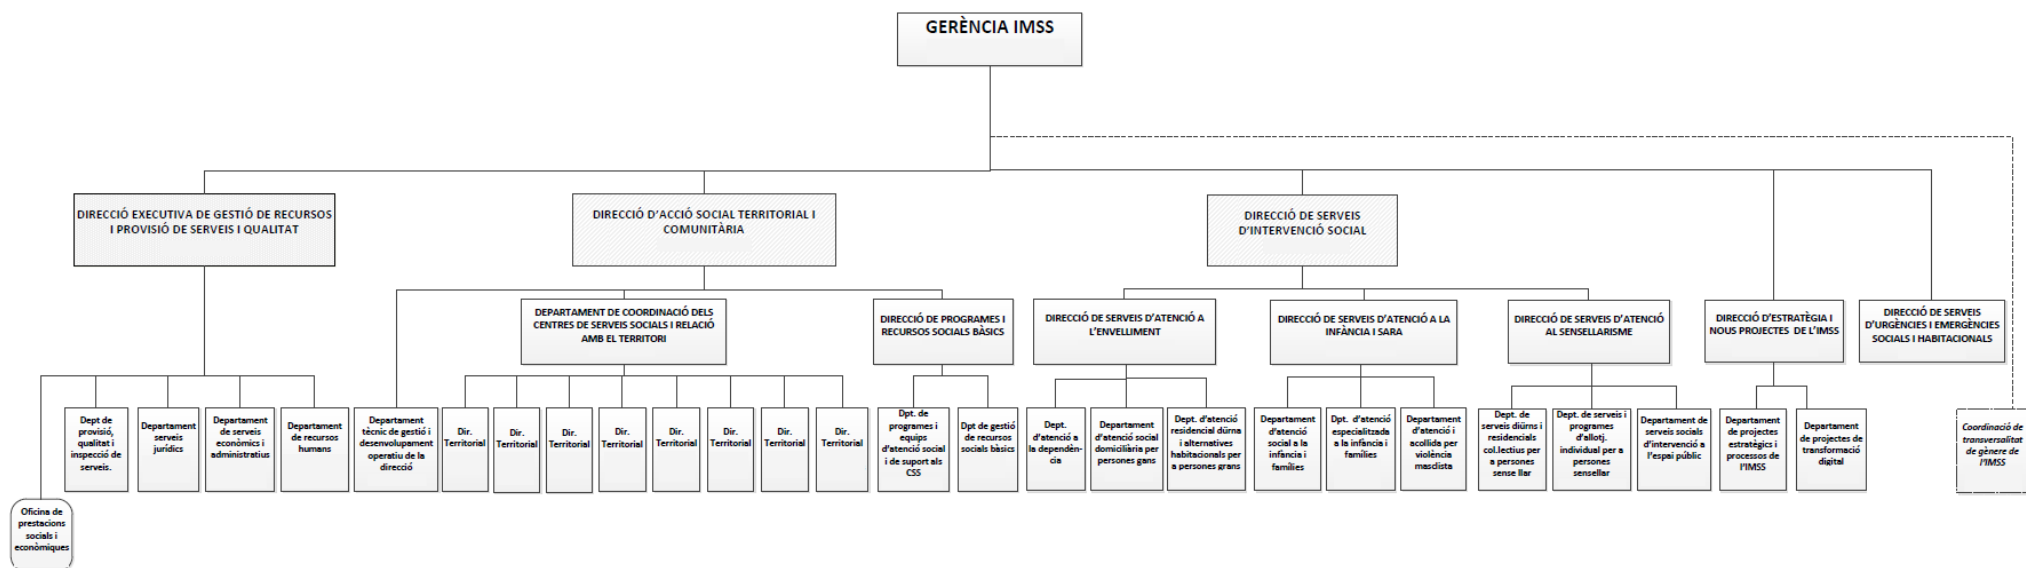 GERÈNCIA IMSS
DIRECCIÓ EXECUTIVA DE GESTIÓ DE RECURSOS
I PROVISIÓ DE SERVEIS I QUALITAT
DIRECCIÓ D'ACCIÓ SOCIAL TERRITORIAL I
COMUNITÀRIA
DIRECCIÓ DE SERVEIS
D'INTERVENCIÓ SOCIAL
DEPARTAMENT DE COORDINACIÓ DELS
CENTRES DE SERVEIS SOCIALS I RELACIÓ
AMB EL TERRITORI
DIRECCIÓ DE PROGRAMES I
RECURSOS SOCIALS BÀSICS
DIRECCIÓ DE SERVEIS D'ATENCIÓ A
L'ENVELLIMENT
DIRECCIÓ DE SERVEIS D'ATENCIÓ A LA
INFÀNCIA I SARA
DIRECCIÓ DE SERVEIS D'ATENCIÓ
AL SENSELLARISME
DIRECCIÓ D'ESTRATÈGIA I
NOUS PROJECTES DE L'IMSS
DIRECCIÓ DE SERVEIS
D'URGÈNCIES I EMERGÈNCIES
SOCIALS I HABITACIONALS
Oficina de
prestacions
socials i
econòmiques
Dept de
provisió,
qualitat i
inspecció de
serveis.
Departament
serveis
jurídics
Departament
de serveis
econòmics i
administratius
Departament
de recursos
humans
Departament
tècnic de gestió i
desenvolupament
operatiu de la
direcció
Dir.
Territorial
Dir.
Territorial
Dir.
Territorial
Dir.
Territorial
Dir.
Territorial
Dir.
Territorial
Dir.
Territorial
Dir.
Territorial
Dpt. de
programes i
equips
d'atenció social
i de suport als
CSS
Dpt de gestió
de recursos
socials bàsics
Dept.
d'atenció a
la dependèn-
cia
Departament
d'atenció social
domiciliària per
persones gans
Dept. d'atenció
residencial dürna
i alternatives
habitacionals per
a persones grans
Departament
d'atenció
social a la
infància i
famílies
Dpt. d'atenció
especialitzada
a la infància i
famílies
Departament
d'atenció i
acollida per
violència
masclista
Dept. de
serveis diürns i
residencials
col.lectius per
a persones
sense llar
Dept. de serveis i
programes
d'allotj.
individual per a
persones
sensellar
Departament de
serveis socials
d'intervenció a
l'espai públic
Departament
de projectes
estratègics i
processos de
l'IMSS
Departament
de projectes de
transformació
digital
Coordinació de
transversalitat
de gènere de
l'IMSS